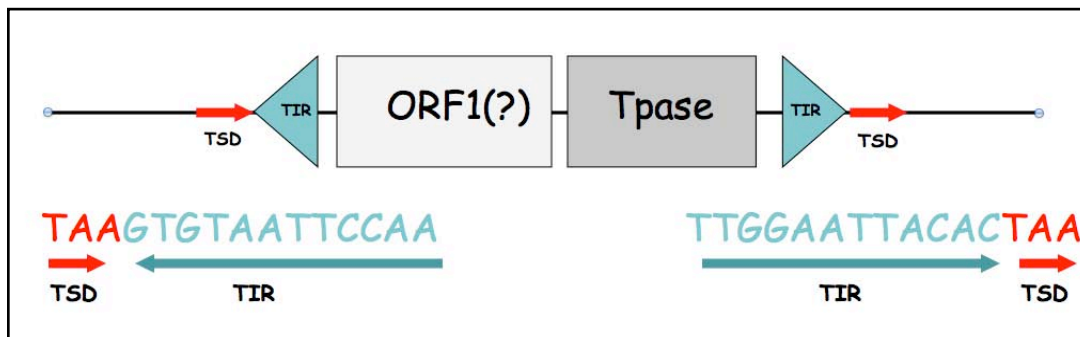 TIR ORF1(?) Tpase TIR
TSD TSD
TAAGTGTAATTCCAA TTGGAATTACACTAA
TSD TIR TIR TSD